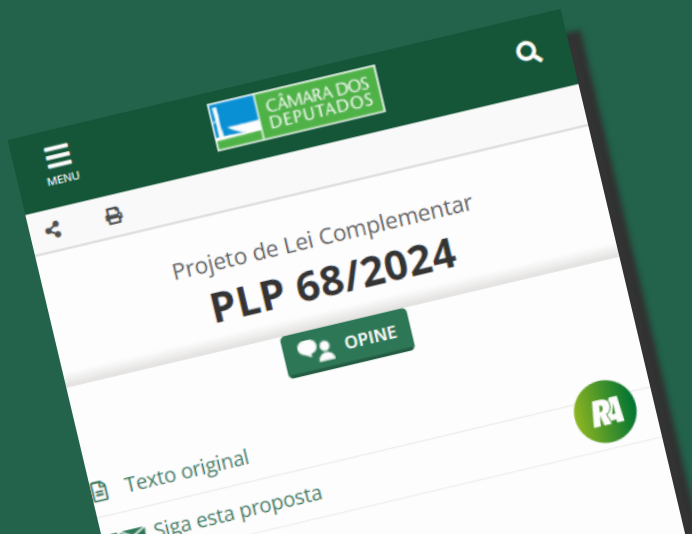 CÂMARA DOS
DEPUTADOS
MENU
Projeto de Lei Complementar
PLP 68/2024
OPINE
RA
Texto original
Siga esta proposta